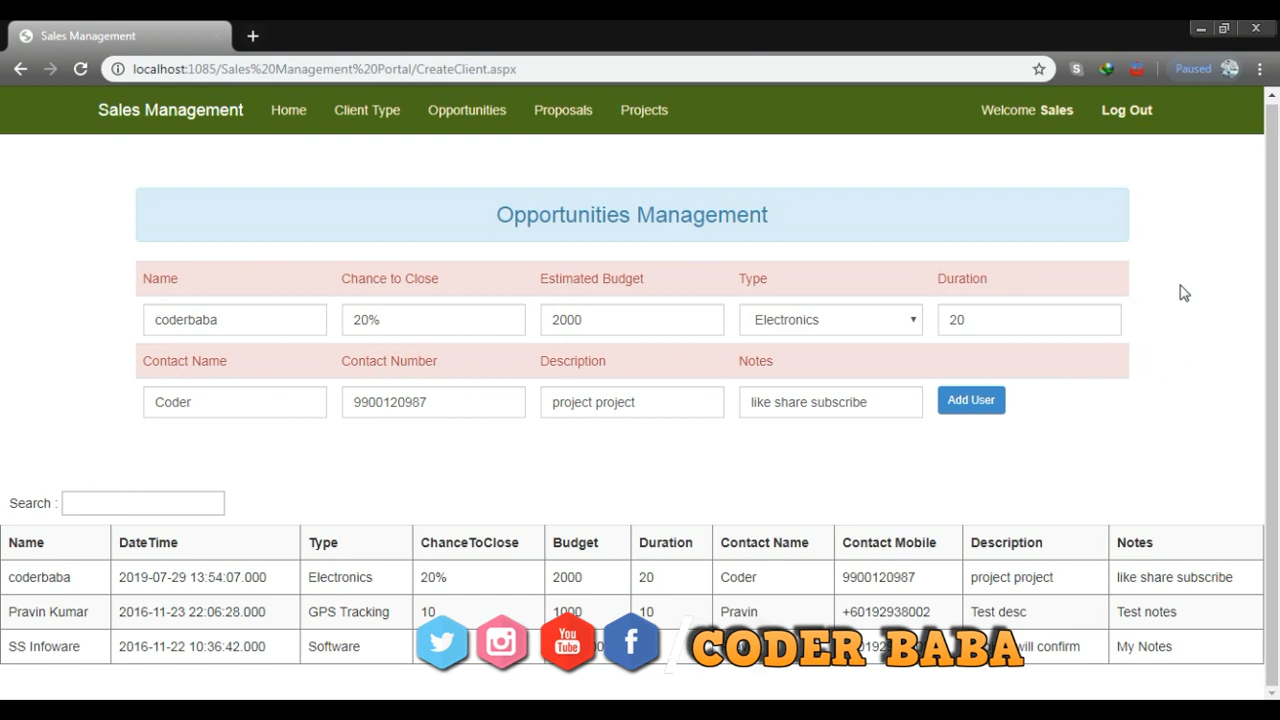 Sales Management
localhost:1085/Sales%20Management%20Portal/CreateClient.aspx
Paused
Sales Management Home Client Type Opportunities Proposals Projects Welcome Sales Log Out
Opportunities Management
Name Chance to Close Estimated Budget Type Duration
coderbaba 20% 2000 Electronics 20
Contact Name Contact Number Description Notes
Coder 9900120987 project project like share subscribe Add User
Search :
Name DateTime Type ChanceToClose Budget Duration Contact Name Contact Mobile Description Notes
coderbaba 2019-07-29 13:54:07.000 Electronics 20% 2000 20 Coder 9900120987 project project like share subscribe
Pravin Kumar 2016-11-23 22:06:28.000 GPS Tracking 10 1000 10 Pravin +60192938002 Test desc Test notes
SS Infoware 2016-11-22 10:36:42.000 Software will confirm My Notes
You Tube
/CODER BABA